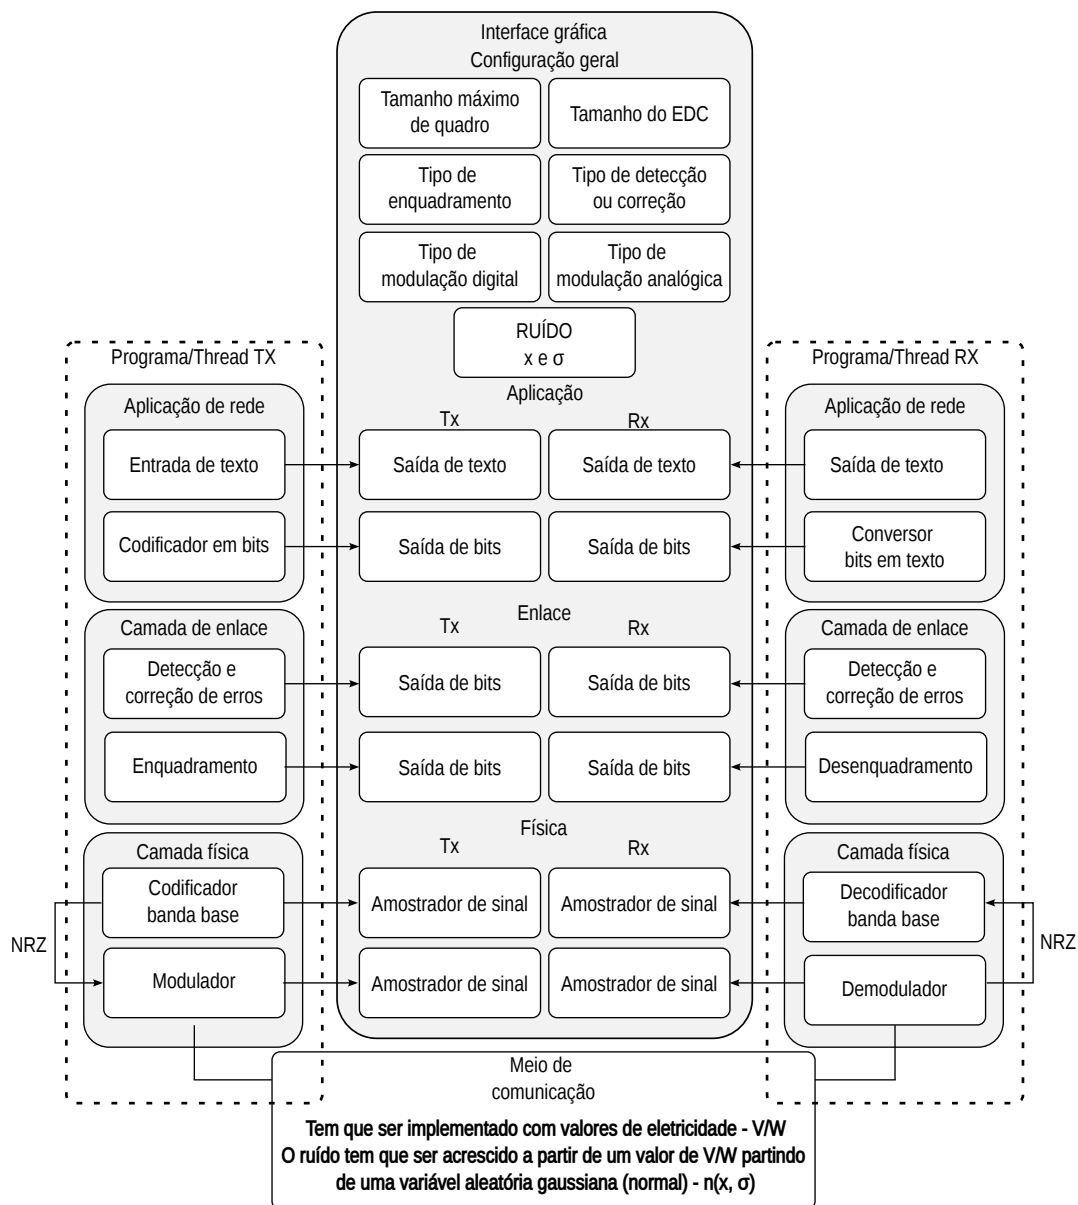 Interface gráfica
Configuração geral
Tamanho máximo
de quadro
Tamanho do EDC
Tipo de
enquadramento
Tipo de detecção
ou correção
Tipo de
modulação digital
Tipo de
modulação analógica
RUÍDO
x e σ
Programa/Thread TX
Aplicação de rede
Entrada de texto
Codificador em bits
Camada de enlace
Detecção e
correção de erros
Enquadramento
Camada física
Codificador
banda base
NRZ
Modulador
Aplicação
Tx
Rx
Saída de texto
Saída de texto
Saída de bits
Saída de bits
Enlace
Tx
Rx
Saída de bits
Saída de bits
Saída de bits
Saída de bits
Física
Tx
Rx
Amostrador de sinal
Amostrador de sinal
Amostrador de sinal
Amostrador de sinal
Programa/Thread RX
Aplicação de rede
Saída de texto
Conversor
bits em texto
Camada de enlace
Detecção e
correção de erros
Desenquadramento
Camada física
Decodificador
banda base
NRZ
Demodulador
Meio de
comunicação
Tem que ser implementado com valores de eletricidade - V/W
O ruído tem que ser acrescido a partir de um valor de V/W partindo
de uma variável aleatória gaussiana (normal) - n(x, σ)